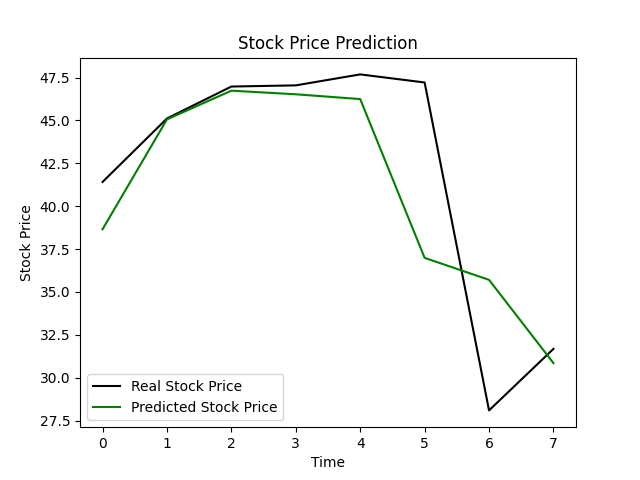 Stock Price Prediction
47.5
45.0
42.5
40.0
37.5
35.0
32.5
30.0
27.5
Stock Price
Real Stock Price
Predicted Stock Price
0 1 2 3 4 5 6 7
Time